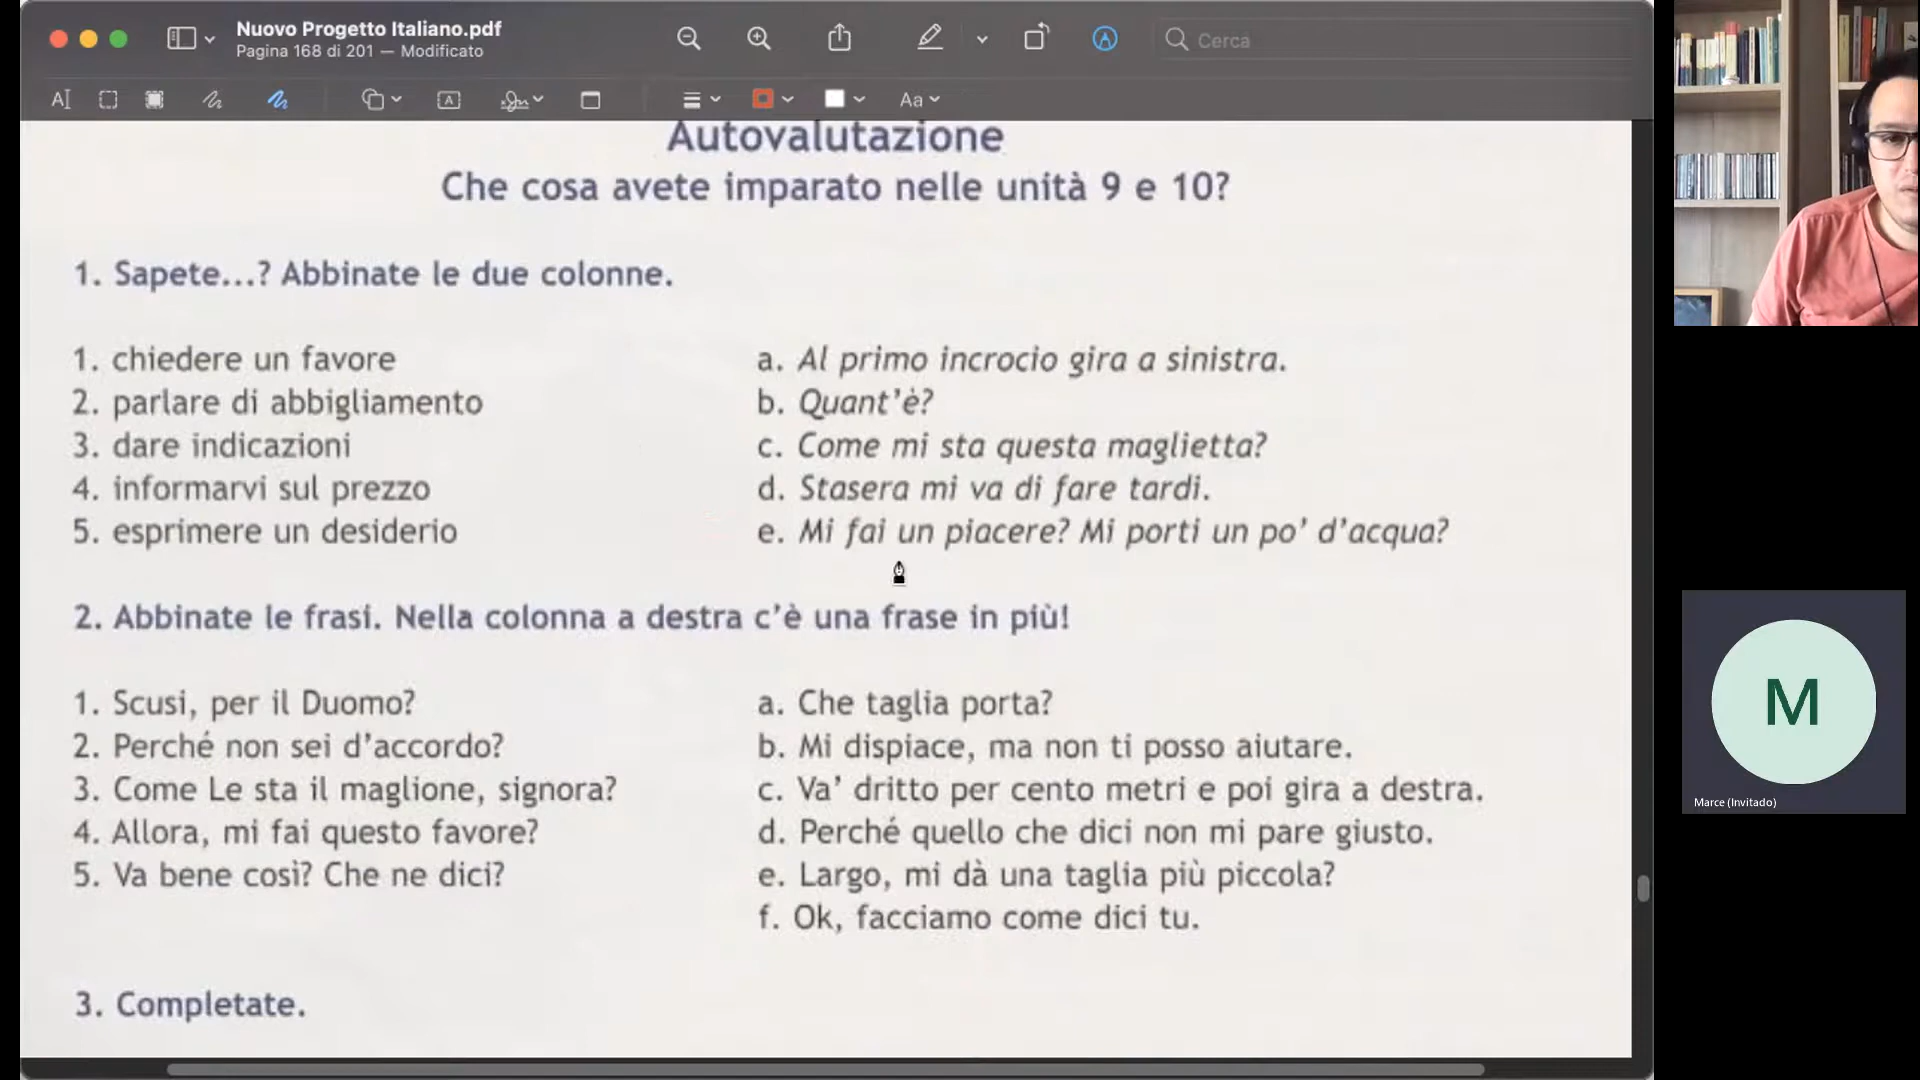 Nuovo Progetto Italiano.pdf
Pagina 168 di 201 — Modificato
Cerca
Aa
Autovalutazione
Che cosa avete imparato nelle unità 9 e 10?
1. Sapete...? Abbinate le due colonne.
1. chiedere un favore
2. parlare di abbigliamento
3. dare indicazioni
4. informarvi sul prezzo
5. esprimere un desiderio
a. Al primo incrocio gira a sinistra.
b. Quant'è?
c. Come mi sta questa maglietta?
d. Stasera mi va di fare tardi.
e. Mi fai un piacere? Mi porti un po' d'acqua?
2. Abbinate le frasi. Nella colonna a destra c'è una frase in più!
1. Scusi, per il Duomo?
2. Perché non sei d'accordo?
3. Come Le sta il maglione, signora?
4. Allora, mi fai questo favore?
5. Va bene così? Che ne dici?
a. Che taglia porta?
b. Mi dispiace, ma non ti posso aiutare.
c. Va' dritto per cento metri e poi gira a destra.
d. Perché quello che dici non mi pare giusto.
e. Largo, mi dà una taglia più piccola?
f. Ok, facciamo come dici tu.
3. Completate.
M
Marce (Invitado)